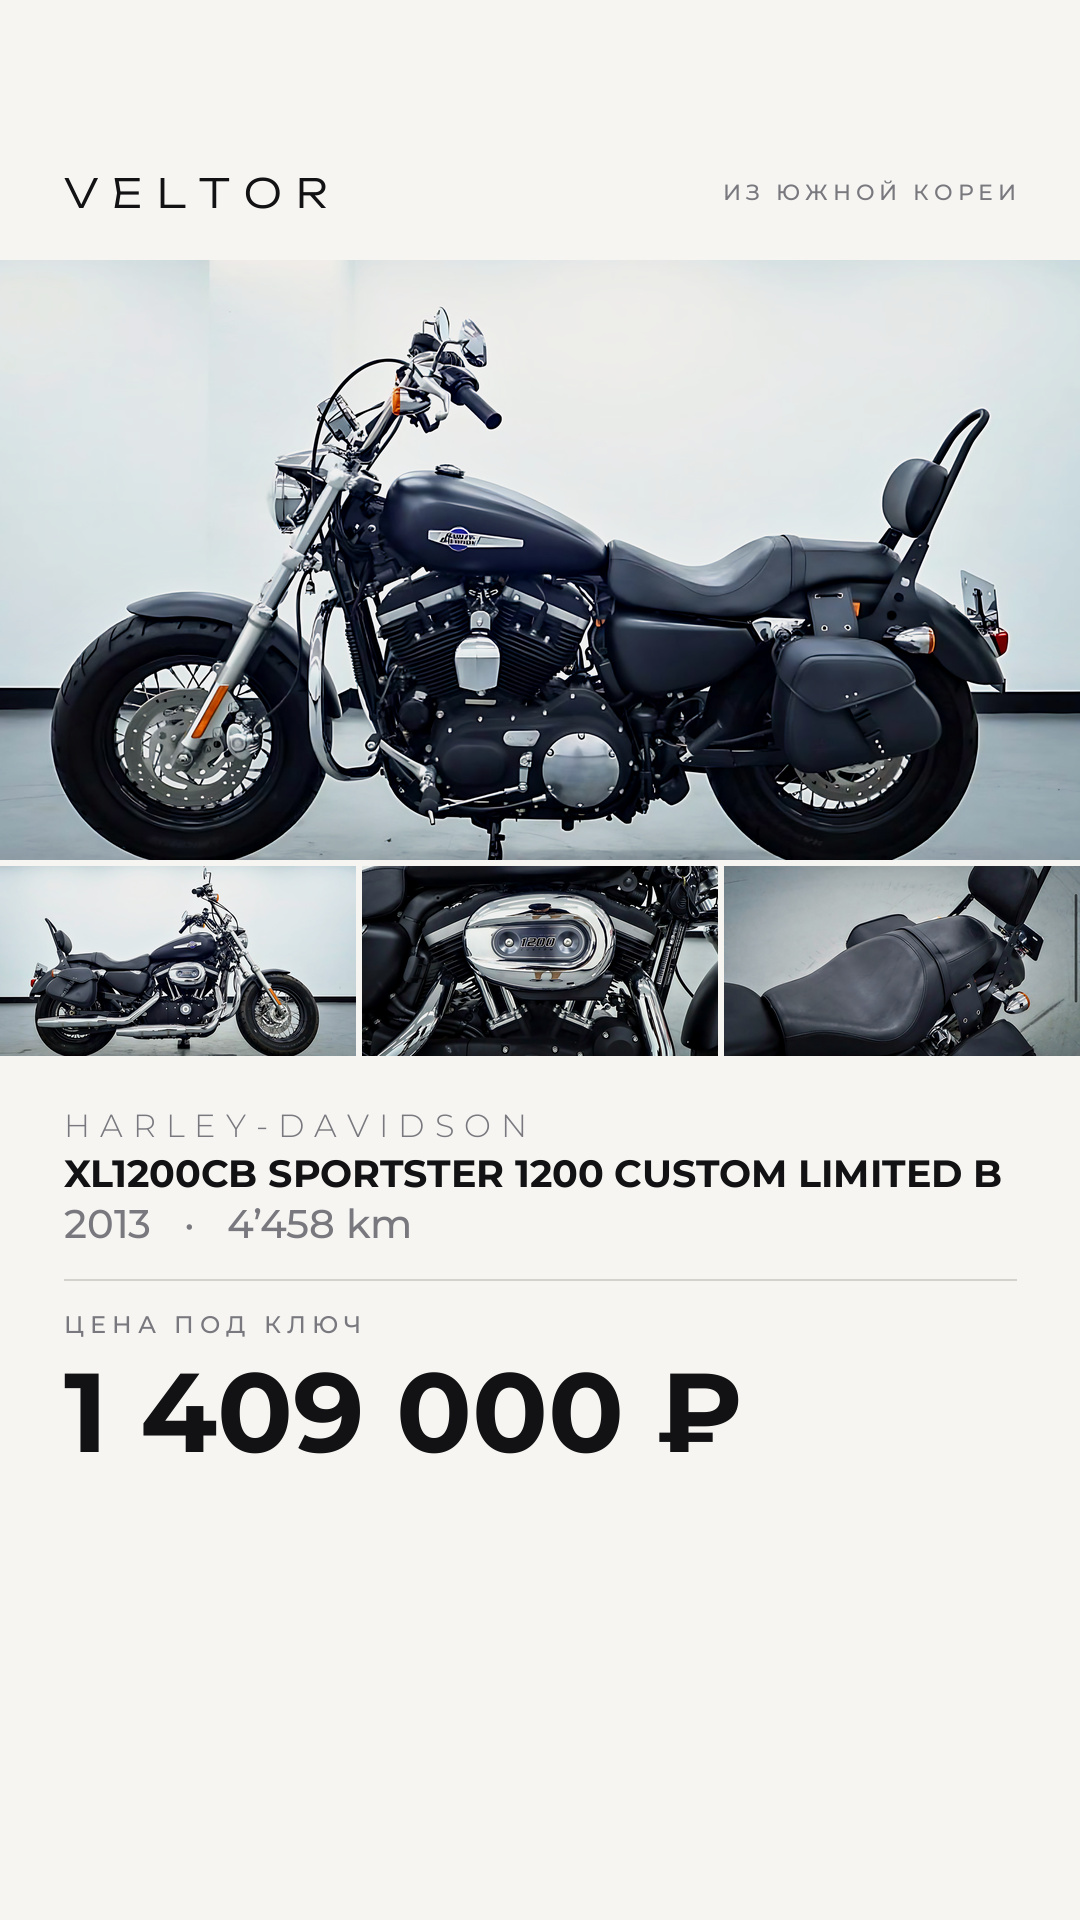 VELTOR
ИЗ ЮЖНОЙ КОРЕИ
1200
HARLEY-DAVIDSON
XL1200CB SPORTSTER 1200 CUSTOM LIMITED B
2013 · 4’458 km
ЦЕНА ПОД КЛЮЧ
1 409 000 ₽